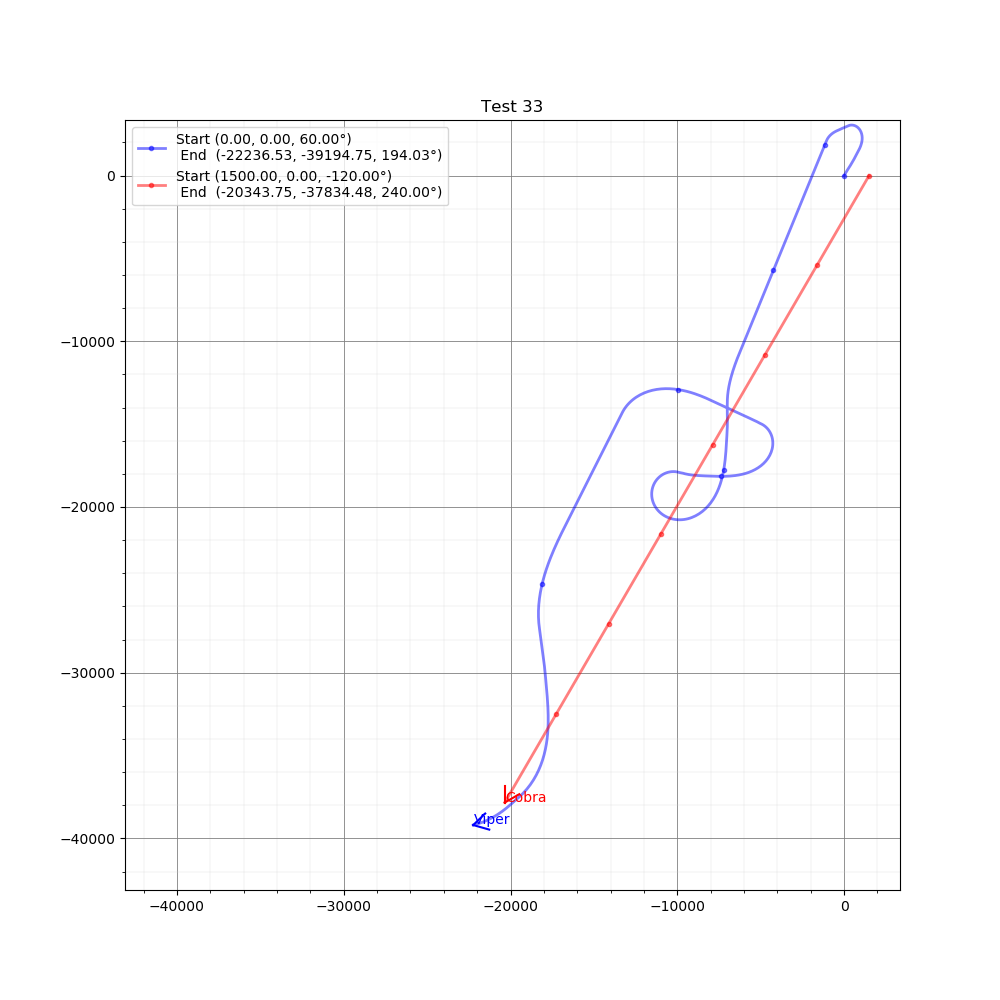 Test 33
Start (0.00, 0.00, 60.00°)
End (-22236.53, -39194.75, 194.03°)
Start (1500.00, 0.00, -120.00°)
End (-20343.75, -37834.48, 240.00°)
0
−10000
−20000
−30000
−40000
Cobra
Viper
−40000 −30000 −20000 −10000 0